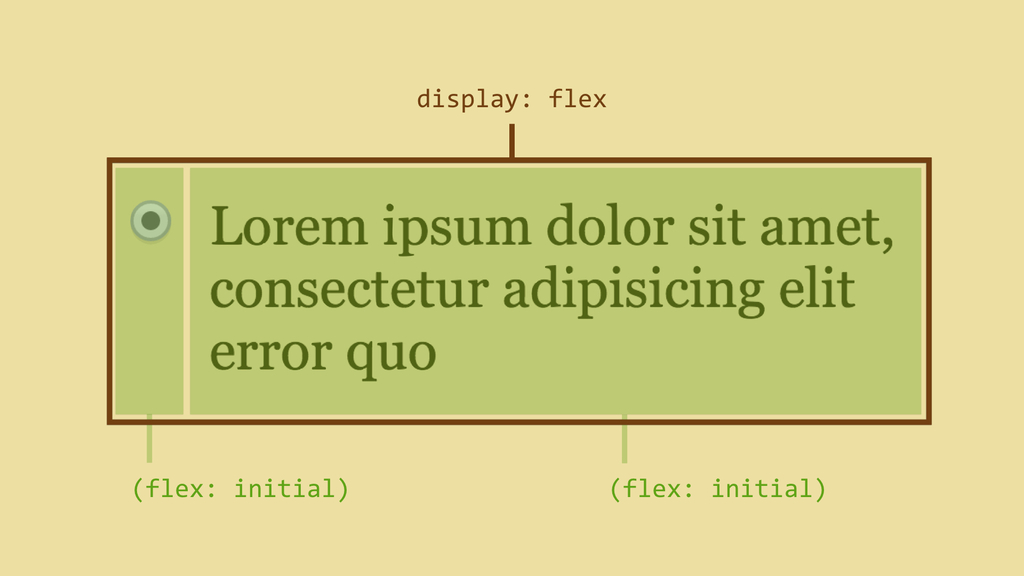 display: flex
Lorem ipsum dolor sit amet,
consectetur adipisicing elit
error quo
(flex: initial)
(flex: initial)